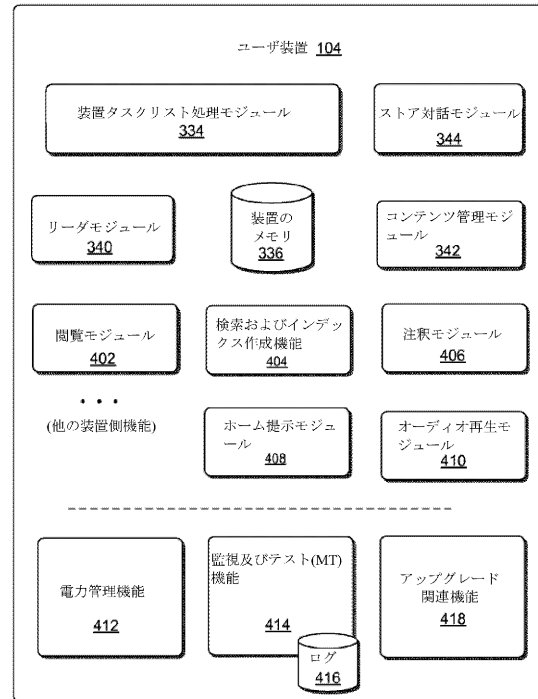 ユーザ装置 104
装置タスクリスト処理モジュール
334
ストア対話モジュール
344
リーダモジュール
340
装置の
メモリ
336
コンテンツ管理モジ
ュール
342
閲覧モジュール
402
検索およびインデッ
クス作成機能
404
注釈モジュール
406
• • •
(他の装置側機能)
ホーム提示モジュ
ール
408
オーディオ再生モ
ジュール
410
電力管理機能
412
監視及びテスト(MT)
機能
414
ログ
416
アップグレード
関連機能
418